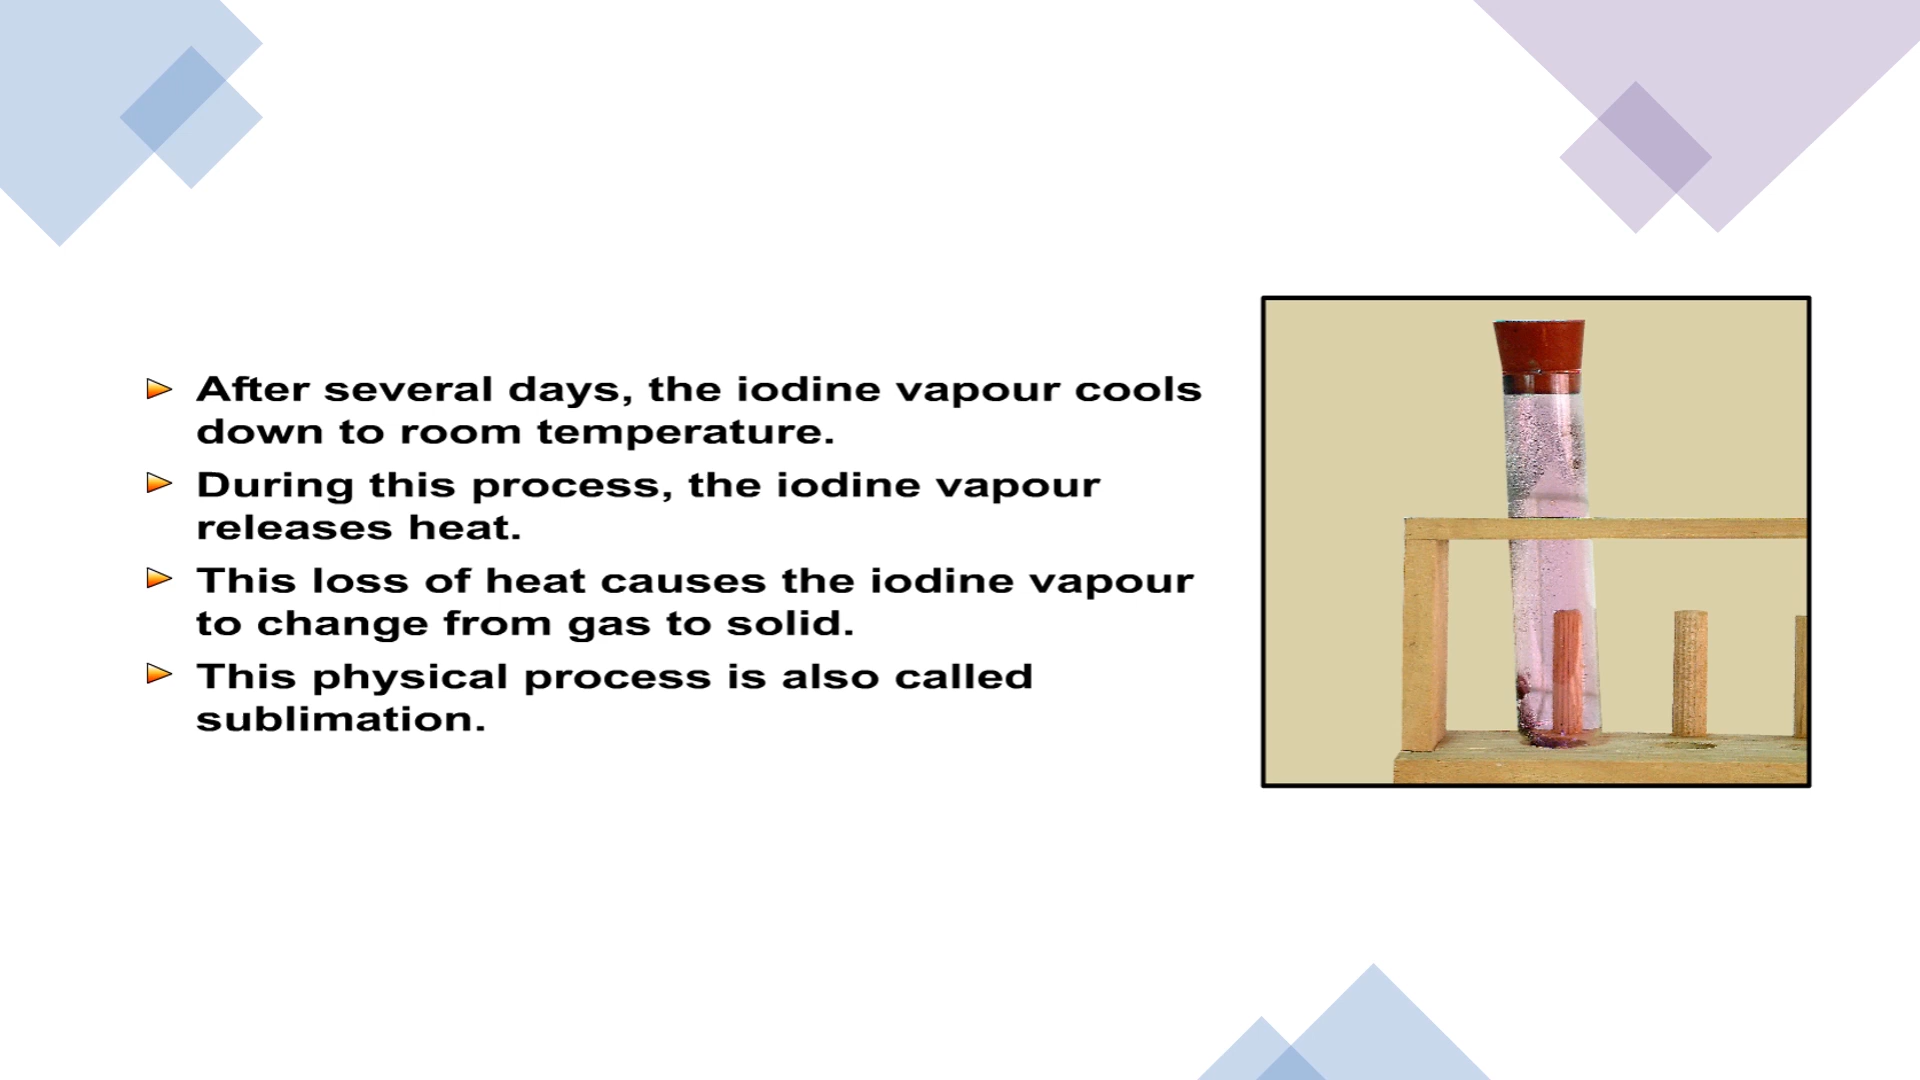 After several days, the iodine vapour cools
down to room temperature.
During this process, the iodine vapour
releases heat.
This loss of heat causes the iodine vapour
to change from gas to solid.
This physical process is also called
sublimation.